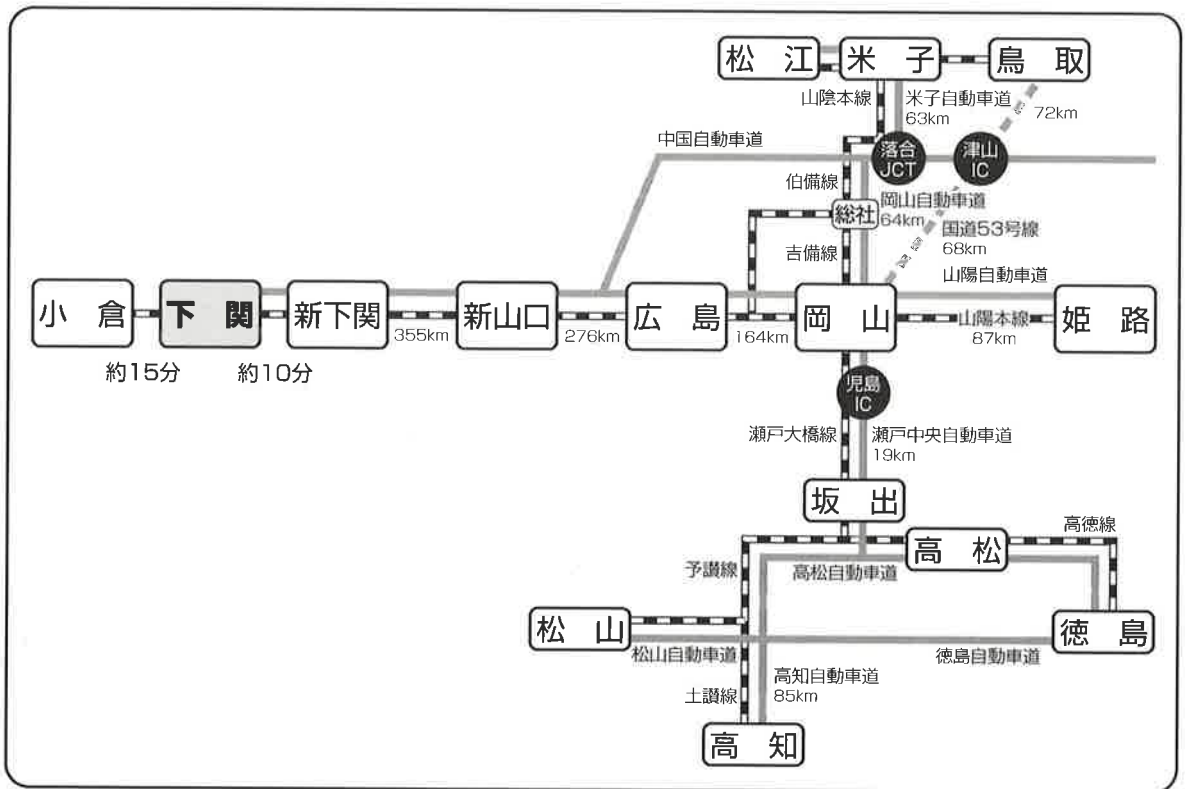 松江
米子
鳥取
山陰本線
米子自動車道
63km
72km
中国自動車道
落合
JCT
津山
IC
伯備線
岡山自動車道
64km
総社
国道53号線
68km
吉備線
山陽自動車道
小倉
下関
新下関
355km
新山口
276km
広島
164km
岡山
山陽本線
87km
姫路
約15分
約10分
児島
IC
瀬戸大橋線
瀬戸中央自動車道
19km
坂出
高徳線
高松
予讃線
高松自動車道
松山
徳島
松山自動車道
徳島自動車道
高知自動車道
85km
土讃線
高知